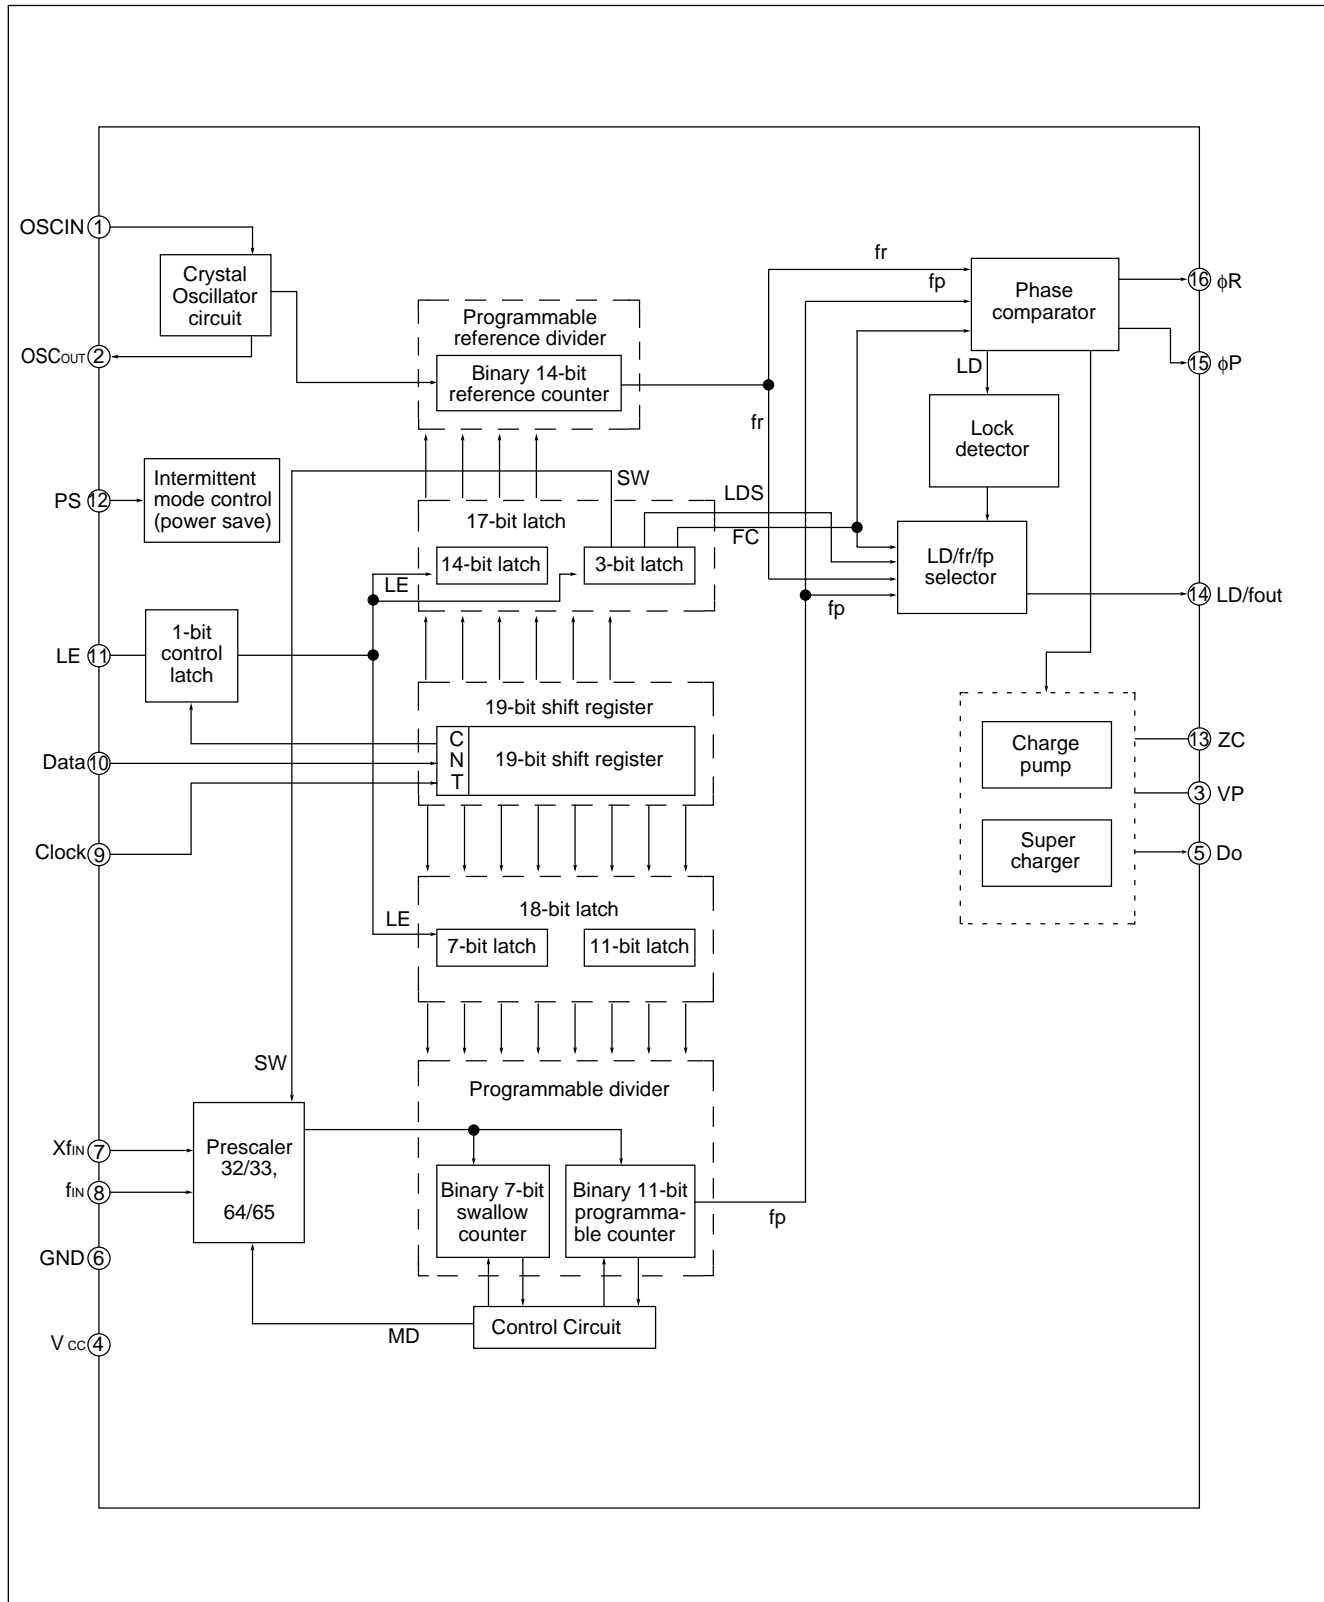 OSCIN 1
Crystal
Oscillator
circuit
OSCOUT 2
Programmable
reference divider
Binary 14-bit
reference counter
fr
fp
Phase
comparator
16 ϕR
15 ϕP
LD
fr
Lock
detector
PS 12
Intermittent
mode control
(power save)
SW
17-bit latch
LDS
FC
14-bit latch
3-bit latch
LE
LD/fr/fp
selector
fp
14 LD/fout
LE 11
1-bit
control
latch
19-bit shift register
C
N
T
19-bit shift register
Data 10
Clock 9
Charge
pump
Super
charger
13 ZC
3 VP
5 Do
18-bit latch
LE
7-bit latch
11-bit latch
SW
Programmable divider
XfIN 7
fIN 8
Prescaler
32/33,
64/65
Binary 7-bit
swallow
counter
Binary 11-bit
programma-
ble counter
fp
GND 6
MD
Control Circuit
VCC 4